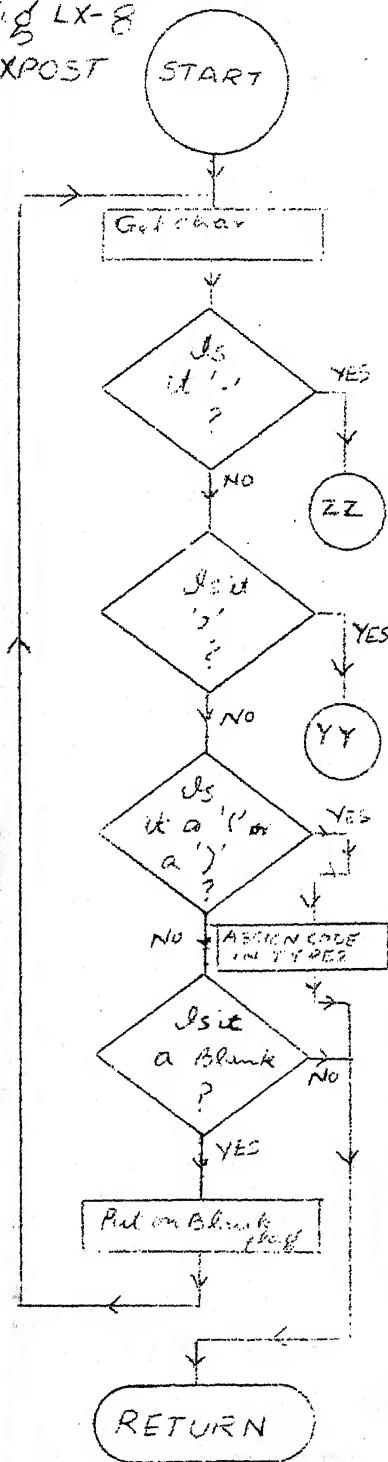 Fig LX-8
XPOST
START
Get char
Is
it '.'
?
YES
NO
ZZ
Is it
','
?
YES
NO
YY
Is
it a '(' or
a ')'
?
YES
NO
ASSIGN CODE
IN TYPE2
Is it
a Blank
?
NO
YES
Put on Blank
flag
RETURN